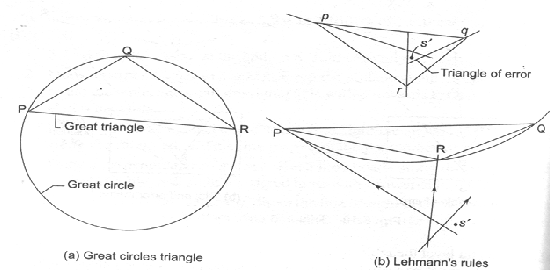 Q
P
R
Great triangle
Great circle
(a) Great circles triangle
p
q
s'
Triangle of error
r
P
Q
R
s'
(b) Lehmann's rules